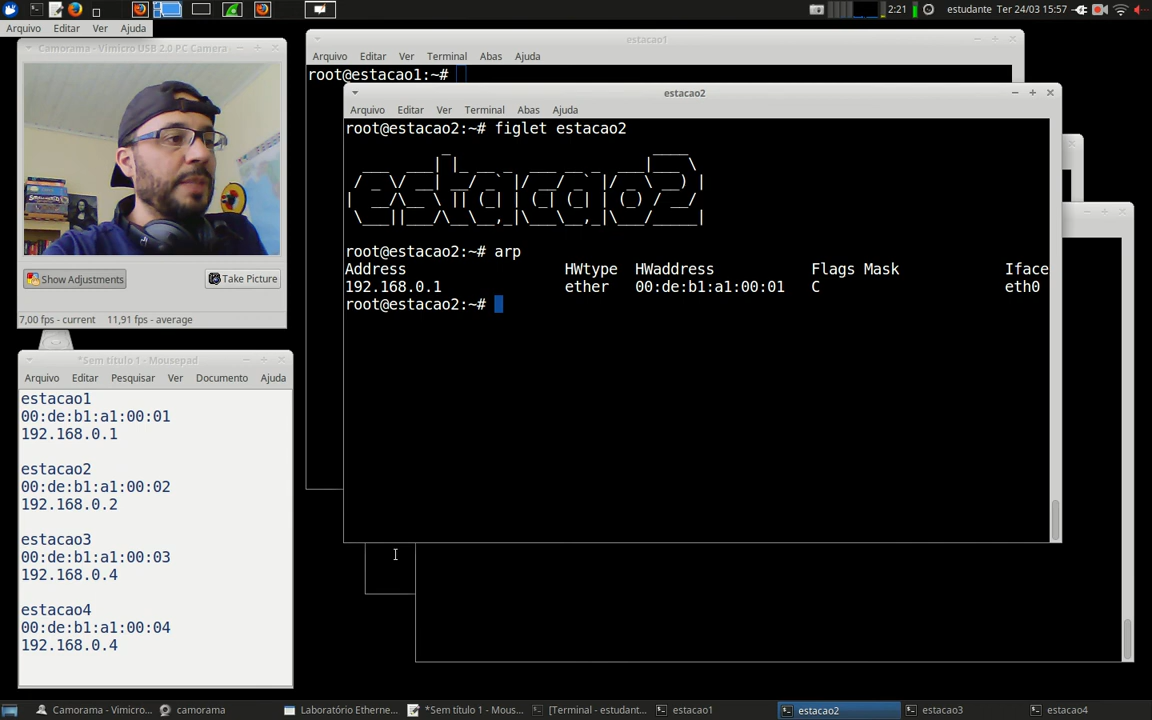 2:21 estudante Ter 24/03 15:57
Arquivo Editar Ver Ajuda
Camorama - Vimicro USB 2.0 PC Camera
Show Adjustments Take Picture
7,00 fps - current 11,91 fps - average
*Sem título 1 - Mousepad
Arquivo Editar Pesquisar Ver Documento Ajuda
estacao1
00:de:b1:a1:00:01
192.168.0.1
estacao2
00:de:b1:a1:00:02
192.168.0.2
estacao3
00:de:b1:a1:00:03
192.168.0.4
estacao4
00:de:b1:a1:00:04
192.168.0.4
estacao1
Arquivo Editar Ver Terminal Abas Ajuda
root@estacao1:~#
estacao2
Arquivo Editar Ver Terminal Abas Ajuda
root@estacao2:~# figlet estacao2
estacao2
root@estacao2:~# arp
Address HWtype HWaddress Flags Mask Iface
192.168.0.1 ether 00:de:b1:a1:00:01 C eth0
root@estacao2:~#
Camorama - Vimicro... camorama Laboratório Etherne... *Sem título 1 - Mous... [Terminal - estudant... estacao1 estacao2 estacao3 estacao4